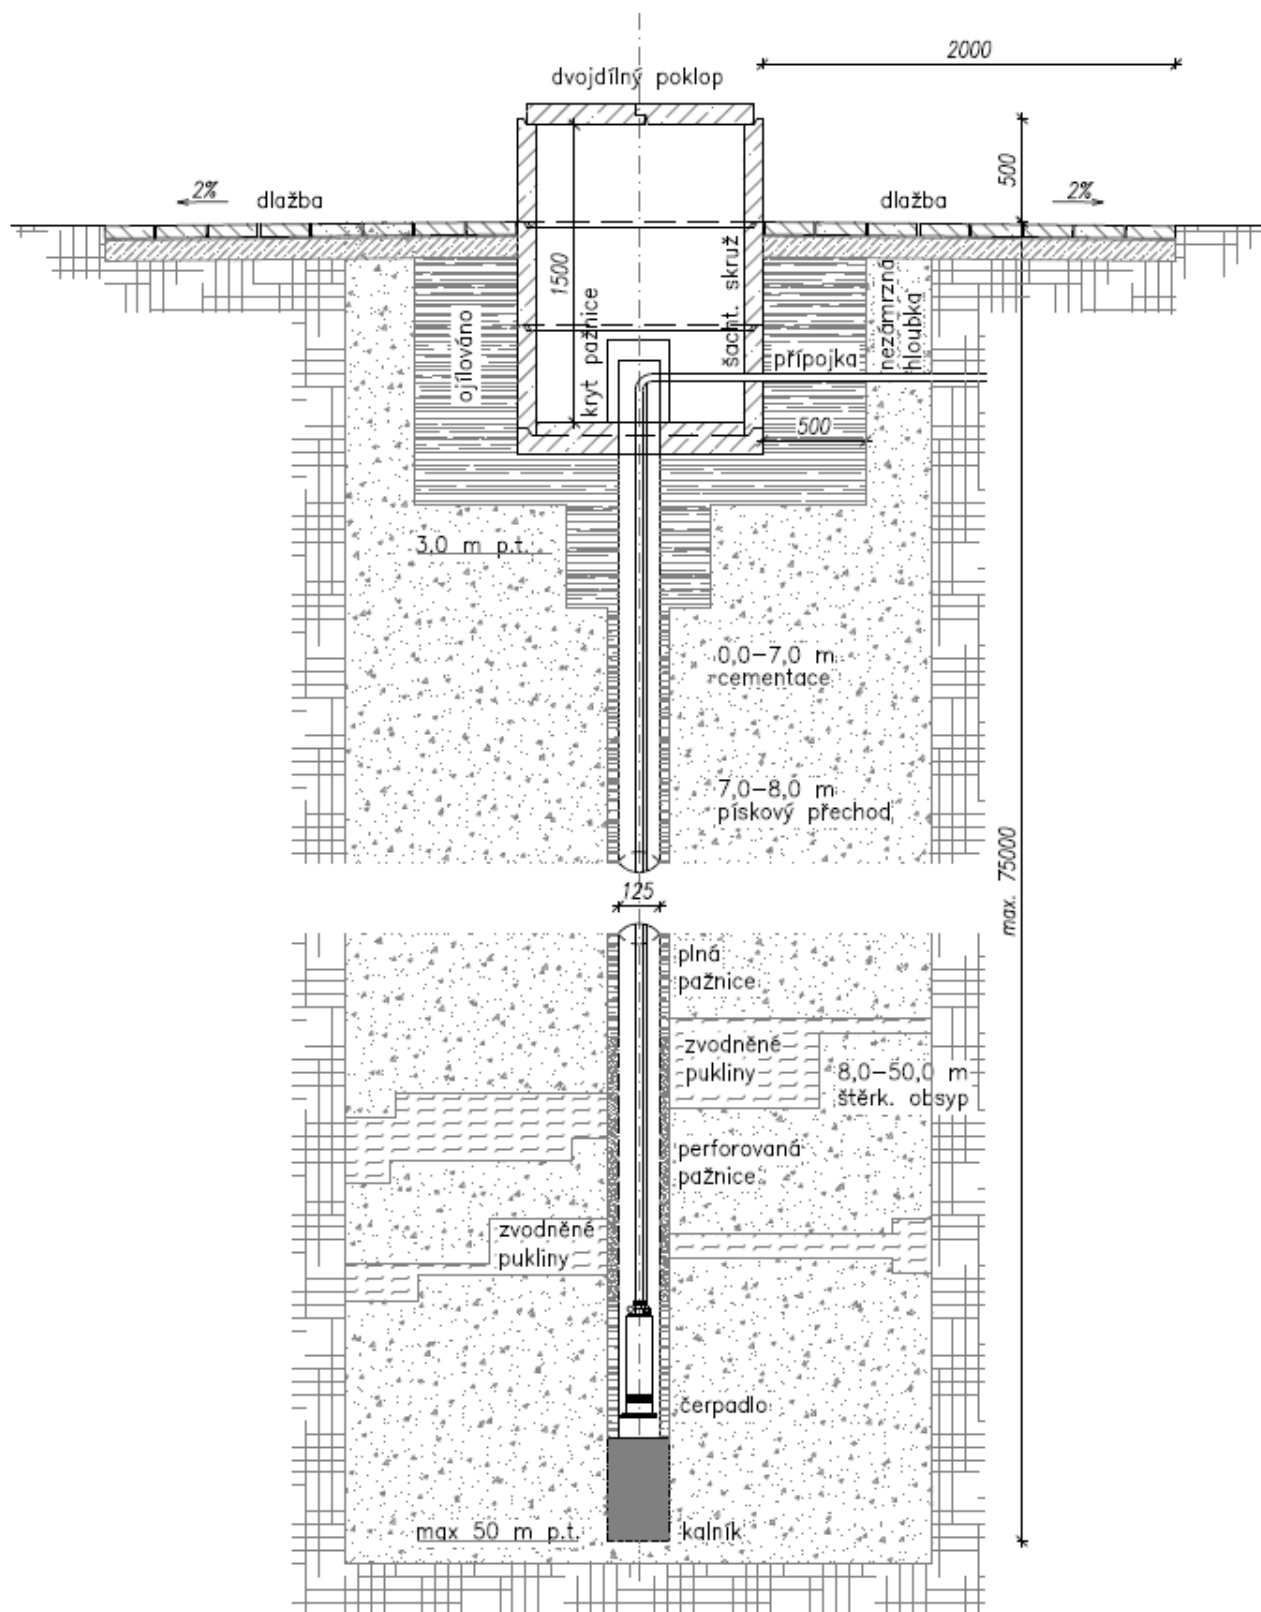 2000
dvojdílný poklop
500
2%
dlažba
dlažba
2%
1500
kryt pažnice
šacht. skruž
nezámrzná
hloubka
ojílováno
přípojka
500
3,0 m p.t.
0,0-7,0 m
cementace
7,0-8,0 m
pískový přechod
max. 75000
125
plná
pažnice
zvodněné
pukliny
8,0-50,0 m
štěrk. obsyp
perforovaná
pažnice
zvodněné
pukliny
čerpadlo
max 50 m p.t.
kalník